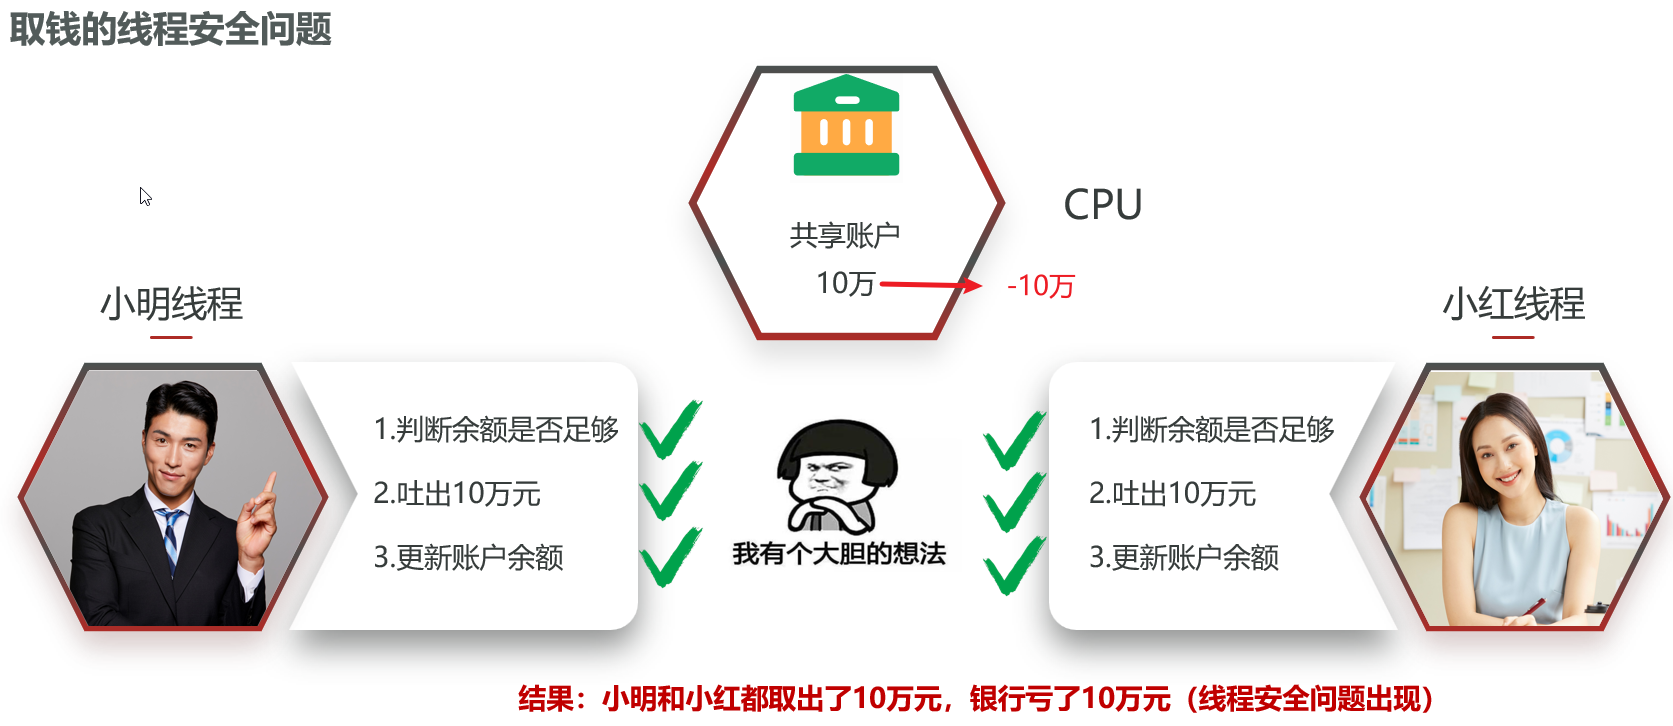 取钱的线程安全问题
CPU
共享账户
10万
-10万
小明线程
小红线程
1.判断余额是否足够
2.吐出10万元
3.更新账户余额
我有个大胆的想法
1.判断余额是否足够
2.吐出10万元
3.更新账户余额
结果：小明和小红都取出了10万元，银行亏了10万元（线程安全问题出现）